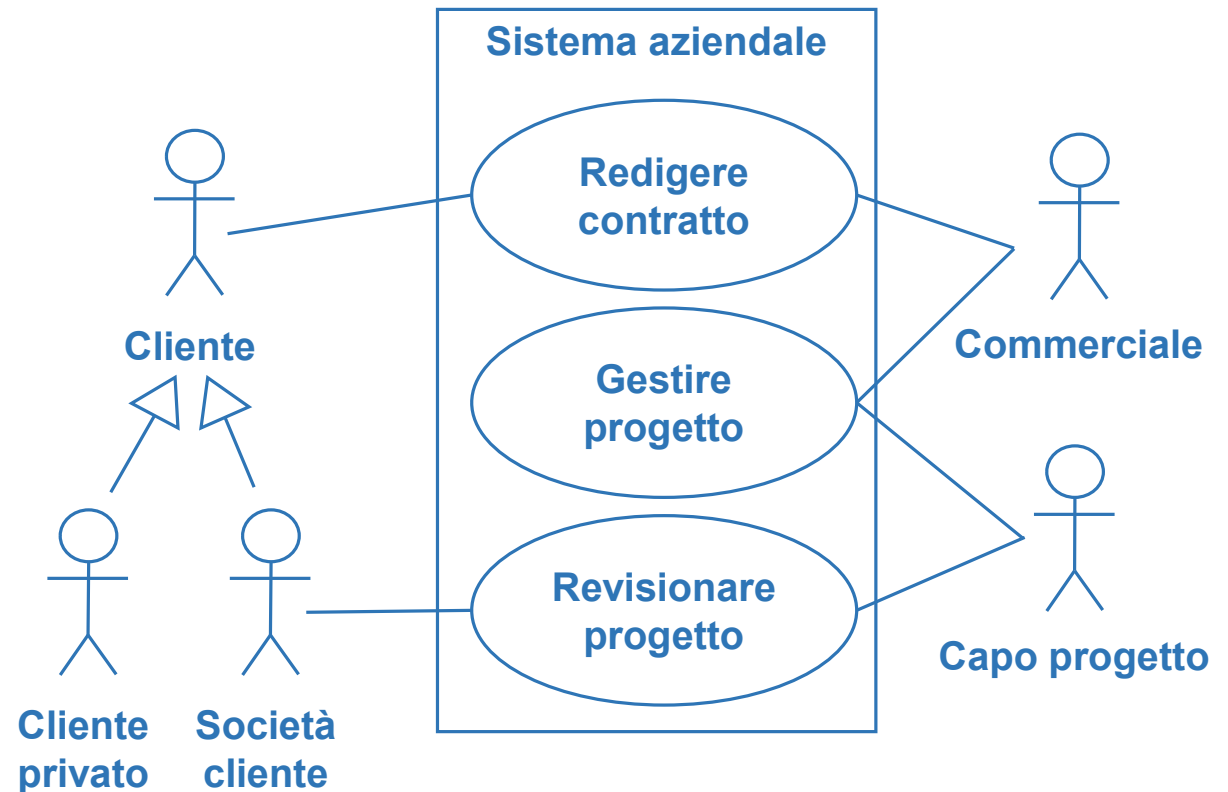 Sistema aziendale
Redigere
contratto
Cliente
Commerciale
Gestire
progetto
Revisionare
progetto
Capo progetto
Cliente
privato
Società
cliente